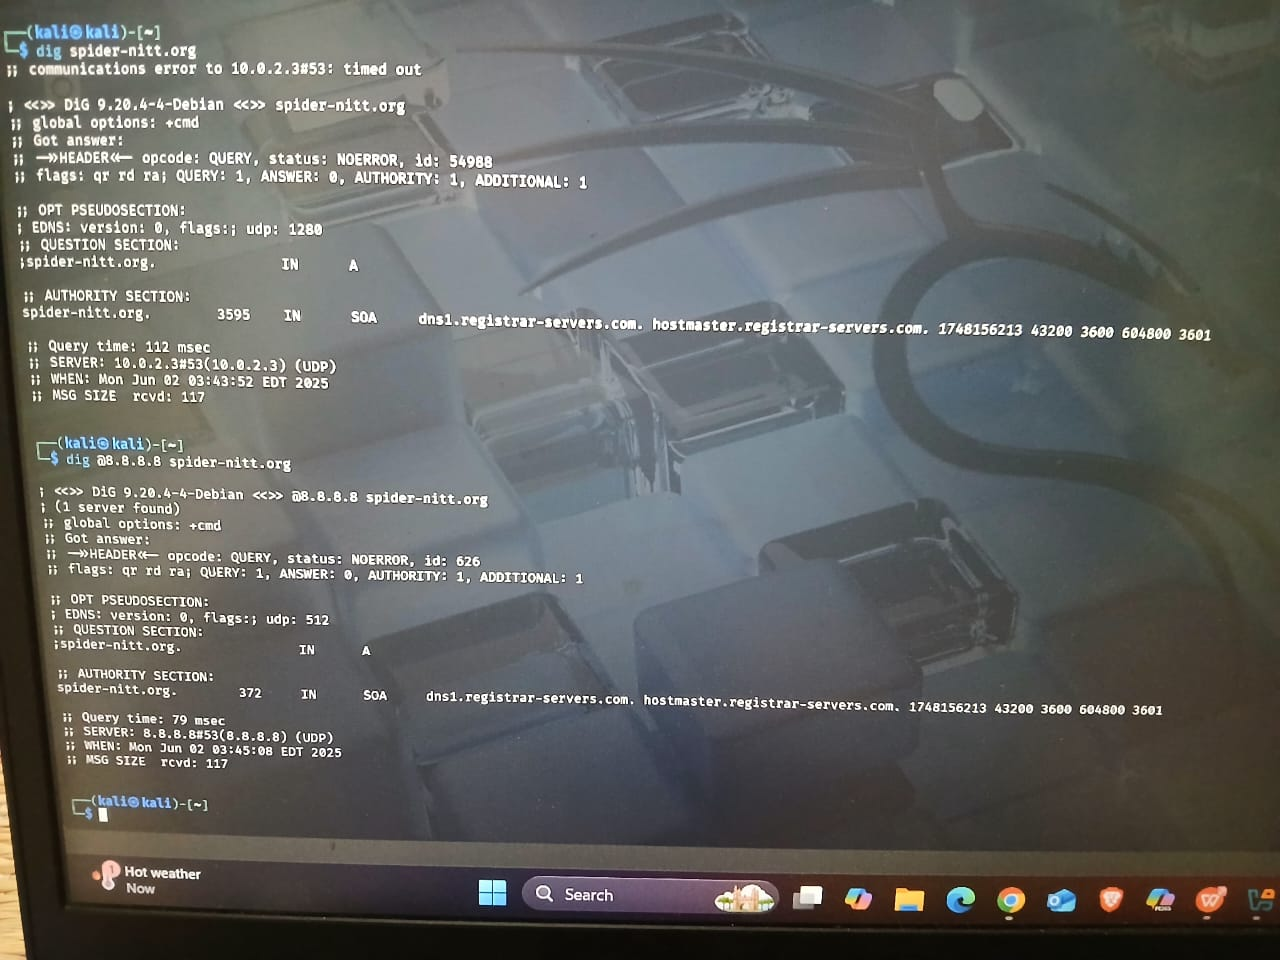 (kali㉿kali)-[~]
$ dig spider-nitt.org
;; communications error to 10.0.2.3#53: timed out
; <<>> DiG 9.20.4-4-Debian <<>> spider-nitt.org
;; global options: +cmd
;; Got answer:
;; ->>HEADER<<- opcode: QUERY, status: NOERROR, id: 54988
;; flags: qr rd ra; QUERY: 1, ANSWER: 0, AUTHORITY: 1, ADDITIONAL: 1
;; OPT PSEUDOSECTION:
; EDNS: version: 0, flags:; udp: 1280
;; QUESTION SECTION:
;spider-nitt.org. IN A
;; AUTHORITY SECTION:
spider-nitt.org. 3595 IN SOA dns1.registrar-servers.com. hostmaster.registrar-servers.com. 1748156213 43200 3600 604800 3601
;; Query time: 112 msec
;; SERVER: 10.0.2.3#53(10.0.2.3) (UDP)
;; WHEN: Mon Jun 02 03:43:52 EDT 2025
;; MSG SIZE rcvd: 117
(kali㉿kali)-[~]
$ dig @8.8.8.8 spider-nitt.org
; <<>> DiG 9.20.4-4-Debian <<>> @8.8.8.8 spider-nitt.org
; (1 server found)
;; global options: +cmd
;; Got answer:
;; ->>HEADER<<- opcode: QUERY, status: NOERROR, id: 626
;; flags: qr rd ra; QUERY: 1, ANSWER: 0, AUTHORITY: 1, ADDITIONAL: 1
;; OPT PSEUDOSECTION:
; EDNS: version: 0, flags:; udp: 512
;; QUESTION SECTION:
;spider-nitt.org. IN A
;; AUTHORITY SECTION:
spider-nitt.org. 372 IN SOA dns1.registrar-servers.com. hostmaster.registrar-servers.com. 1748156213 43200 3600 604800 3601
;; Query time: 79 msec
;; SERVER: 8.8.8.8#53(8.8.8.8) (UDP)
;; WHEN: Mon Jun 02 03:45:08 EDT 2025
;; MSG SIZE rcvd: 117
(kali㉿kali)-[~]
$
Hot weather
Now
Search